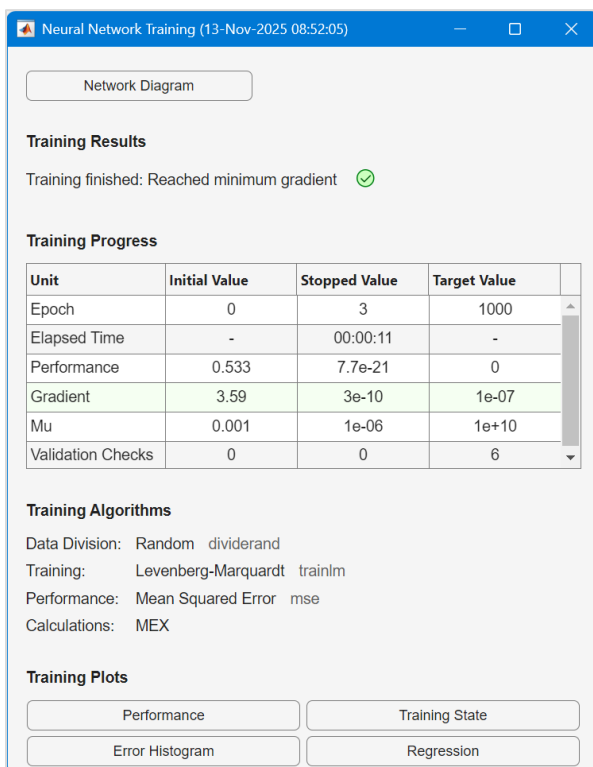 Neural Network Training (13-Nov-2025 08:52:05)
Network Diagram
Training Results
Training finished: Reached minimum gradient
Training Progress
Unit Initial Value Stopped Value Target Value
Epoch 0 3 1000
Elapsed Time - 00:00:11 -
Performance 0.533 7.7e-21 0
Gradient 3.59 3e-10 1e-07
Mu 0.001 1e-06 1e+10
Validation Checks 0 0 6
Training Algorithms
Data Division: Random dividerand
Training: Levenberg-Marquardt trainlm
Performance: Mean Squared Error mse
Calculations: MEX
Training Plots
Performance Training State
Error Histogram Regression